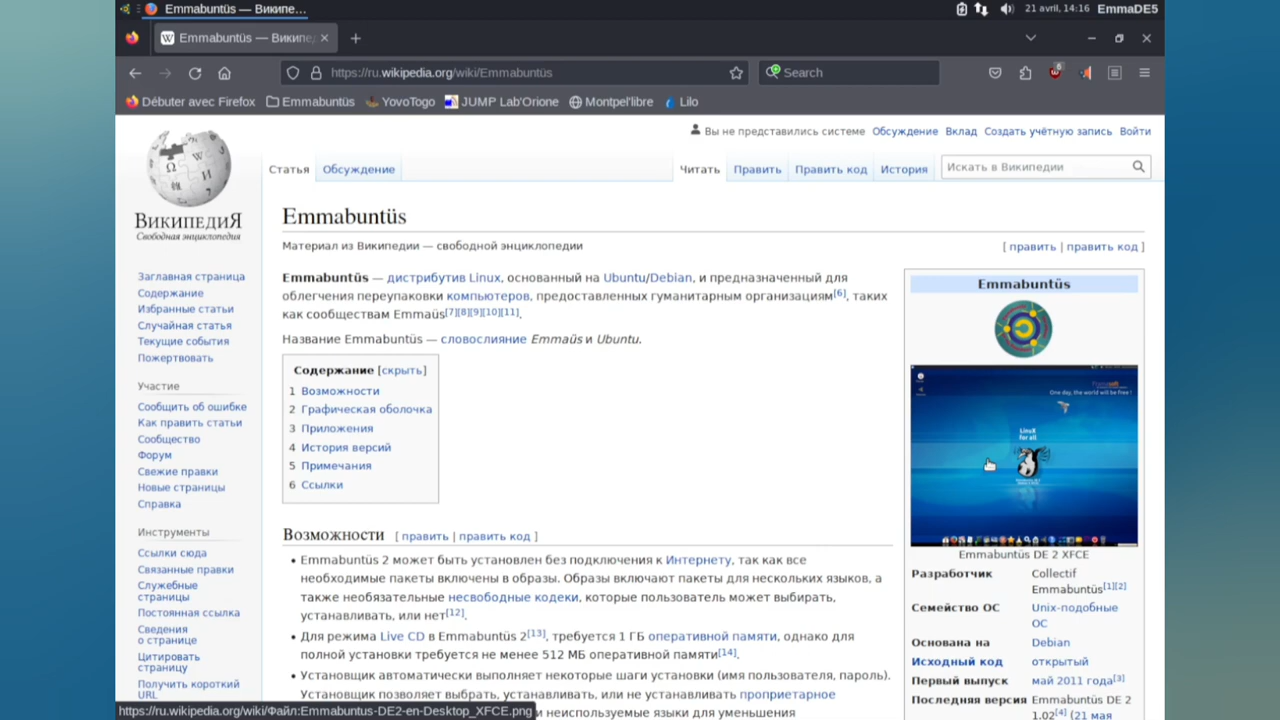 Emmabuntüs — Викпе…
21 avril, 14:16
EmmaDE5
Emmabuntüs — Википе
https://ru.wikipedia.org/wiki/Emmabuntüs
Search
6
Débuter avec Firefox
Emmabuntüs
YovoTogo
JUMP Lab'Orione
Montpel'libre
Lilo
Вы не представились системе
Обсуждение
Вклад
Создать учётную запись
Войти
Статья
Обсуждение
Читать
Править
Править код
История
Искать в Википедии
ВикипедиЯ
Свободная энциклопедия
Заглавная страница
Содержание
Избранные статьи
Случайная статья
Текущие события
Пожертвовать
Участие
Сообщить об ошибке
Как править статьи
Сообщество
Форум
Свежие правки
Новые страницы
Справка
Инструменты
Ссылки сюда
Связанные правки
Служебные
страницы
Постоянная ссылка
Сведения
о странице
Цитировать
страницу
Получить короткий
URL
Emmabuntüs
Материал из Википедии — свободной энциклопедии
[ править | править код ]
Emmabuntüs — дистрибутив Linux, основанный на Ubuntu/Debian, и предназначенный для
облегчения переупаковки компьютеров, предоставленных гуманитарным организациям[6], таких
как сообществам Emmaüs[7][8][9][10][11].
Название Emmabuntüs — словослияние Emmaüs и Ubuntu.
Содержание [скрыть]
1 Возможности
2 Графическая оболочка
3 Приложения
4 История версий
5 Примечания
6 Ссылки
Возможности [ править | править код ]
• Emmabuntüs 2 может быть установлен без подключения к Интернету, так как все
необходимые пакеты включены в образы. Образы включают пакеты для нескольких языков, а
также необязательные несвободные кодеки, которые пользователь может выбирать,
устанавливать, или нет[12].
• Для режима Live CD в Emmabuntüs 2[13], требуется 1 ГБ оперативной памяти, однако для
полной установки требуется не менее 512 МБ оперативной памяти[14].
• Установщик автоматически выполняет некоторые шаги установки (имя пользователя, пароль).
Установщик позволяет выбрать, устанавливать, или не устанавливать проприетарное
и неиспользуемые языки для уменьшения
Emmabuntüs
One day, the world will be free !
LinuX
for all
Emmabuntüs DE 2 XFCE
Разработчик Collectif
Emmabuntüs[1][2]
Семейство ОС Unix-подобные
ОС
Основана на Debian
Исходный код открытый
Первый выпуск май 2011 года[3]
Последняя версия Emmabuntüs DE 2
1.02[4] (21 мая
https://ru.wikipedia.org/wiki/Файл:Emmabuntus-DE2-en-Desktop_XFCE.png